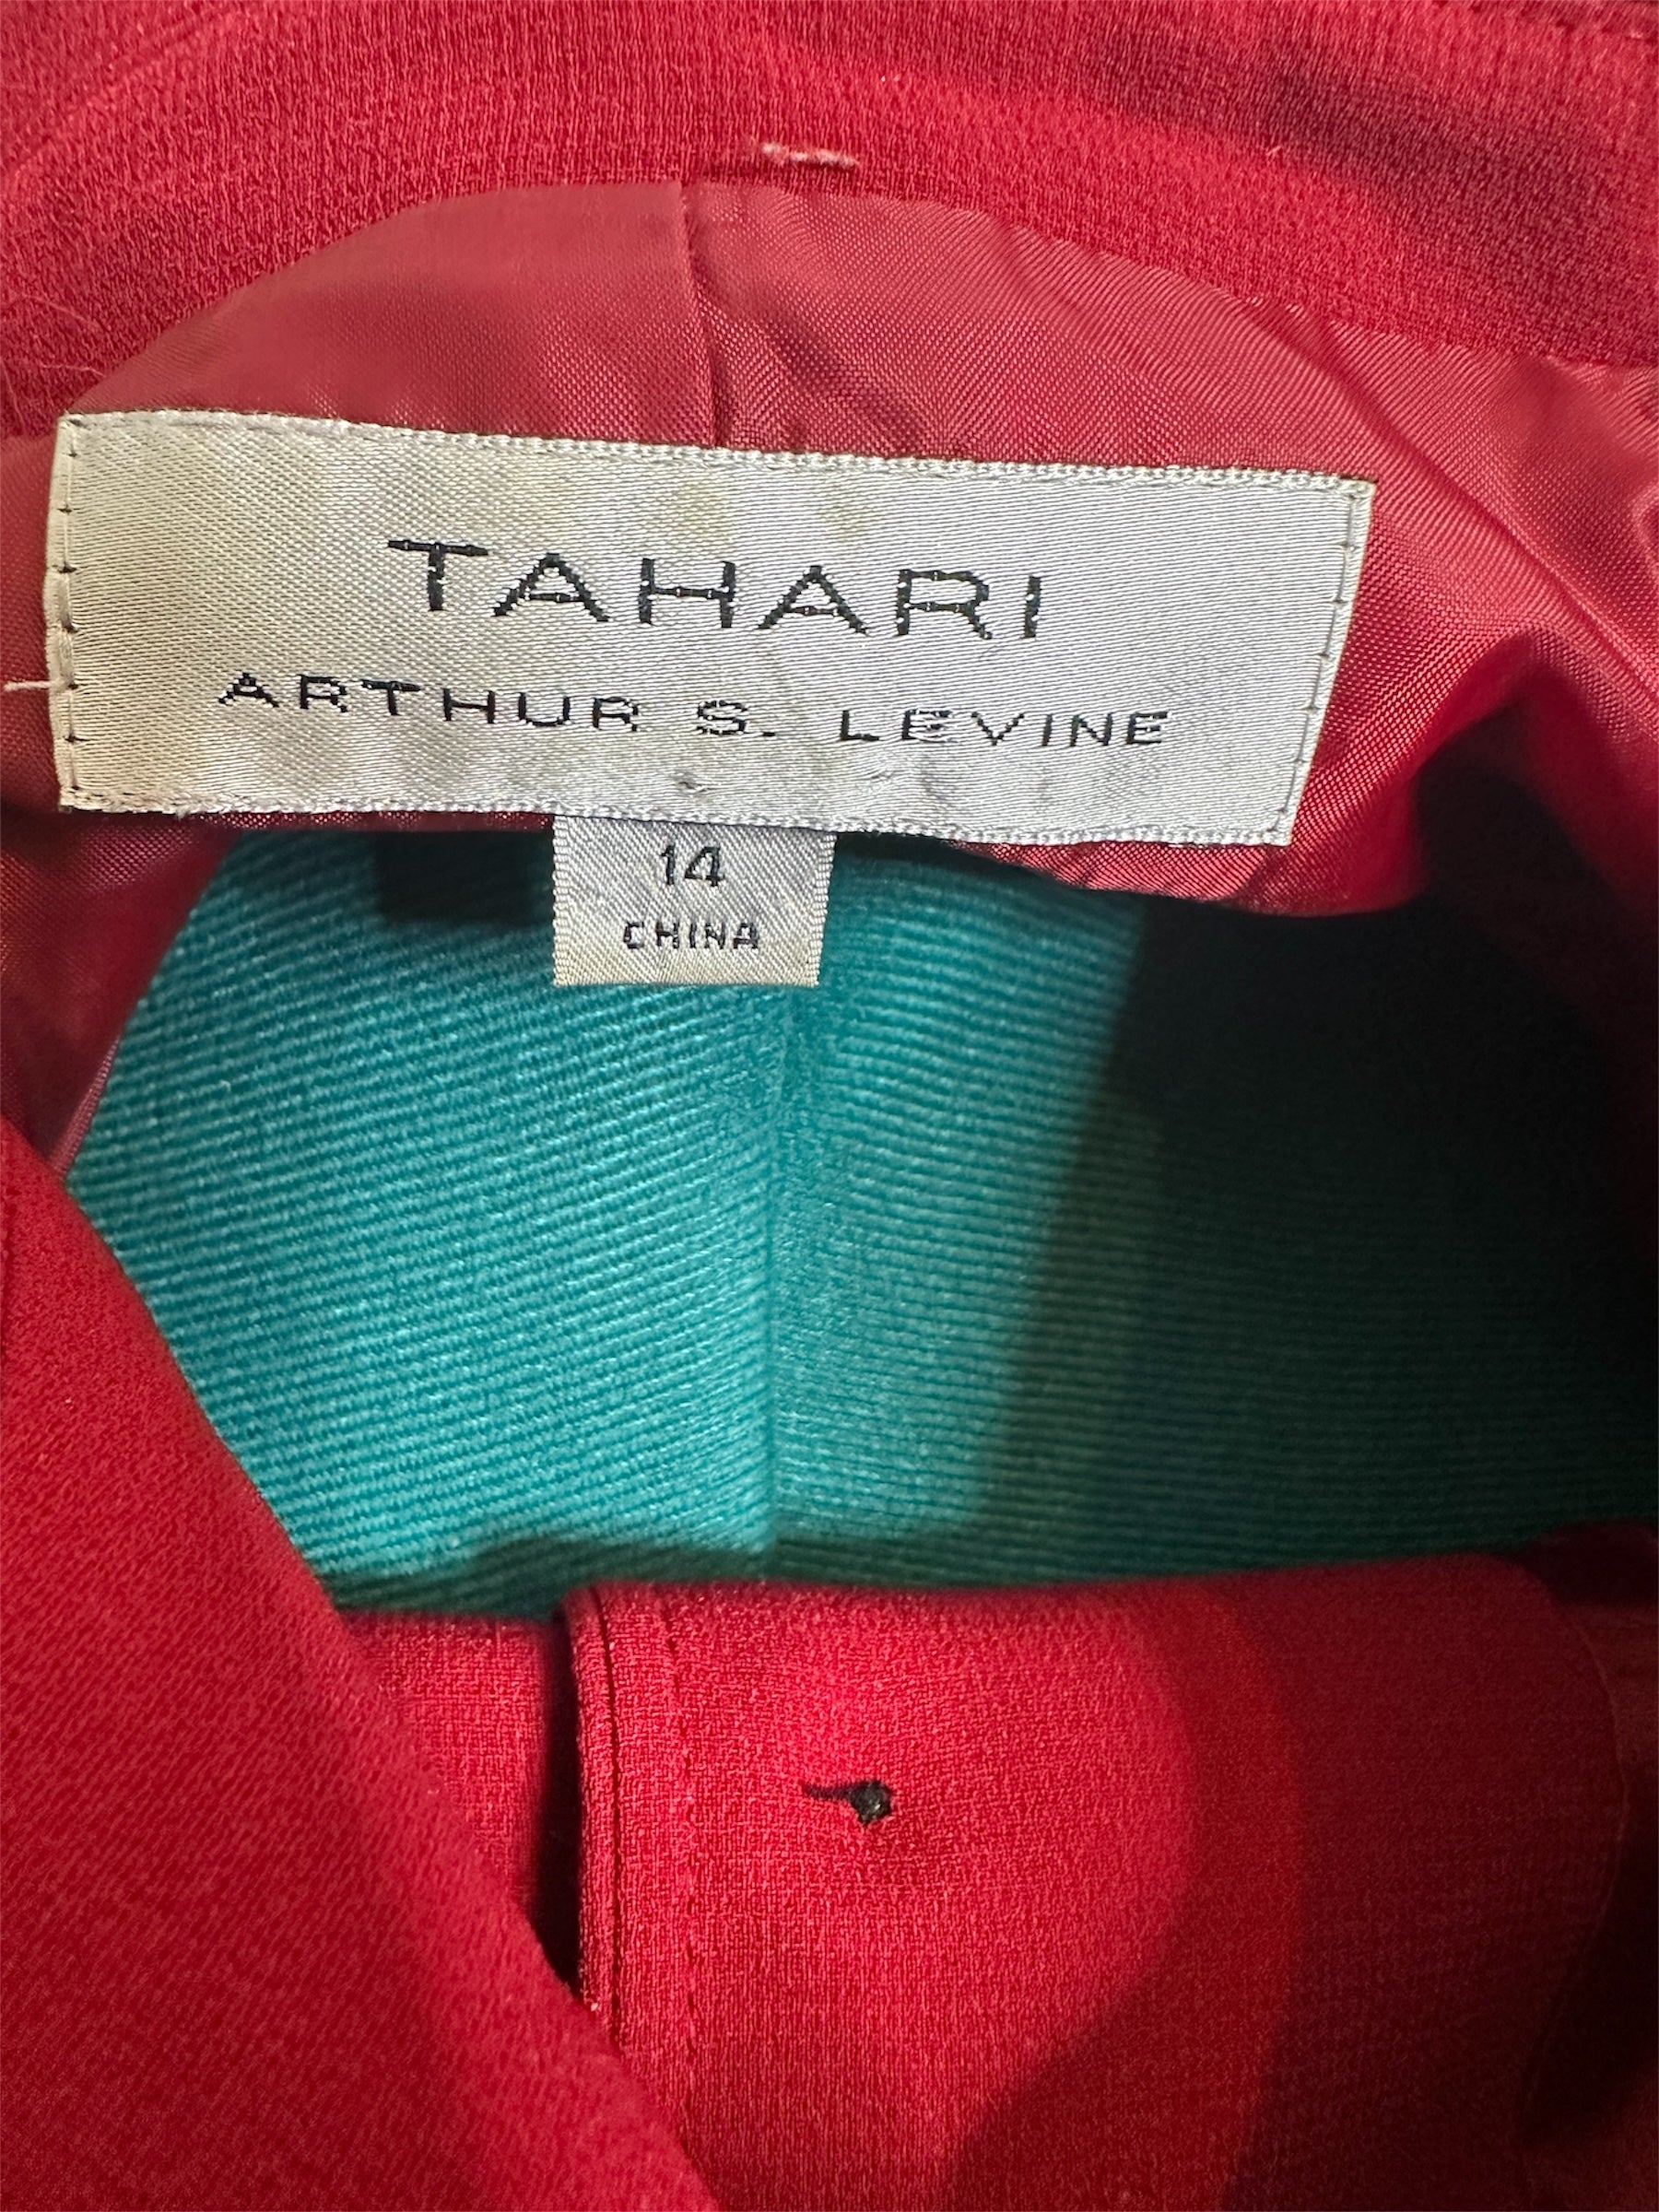 TAHARI
ARTHUR S. LEVINE
14
CHINA